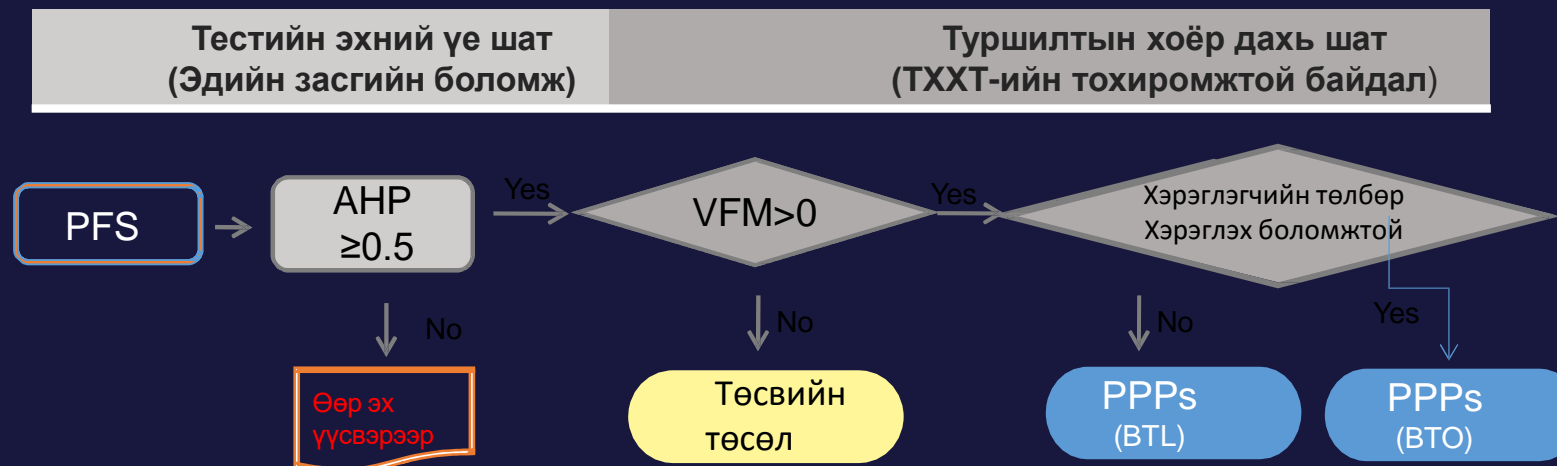 Тестийн эхний үе шат
(Эдийн засгийн боломж)
Туршилтын хоёр дахь шат
(ТХХТ-ийн тохиромжтой байдал)
PFS
AHP
≥0.5
Yes
VFM>0
Yes
Хэрэглэгчийн төлбөр
Хэрэглэх боломжтой
No
No
No
Yes
Өөр эх
үүсвэрээр
Төсвийн
төсөл
PPPs
(BTL)
PPPs
(BTO)